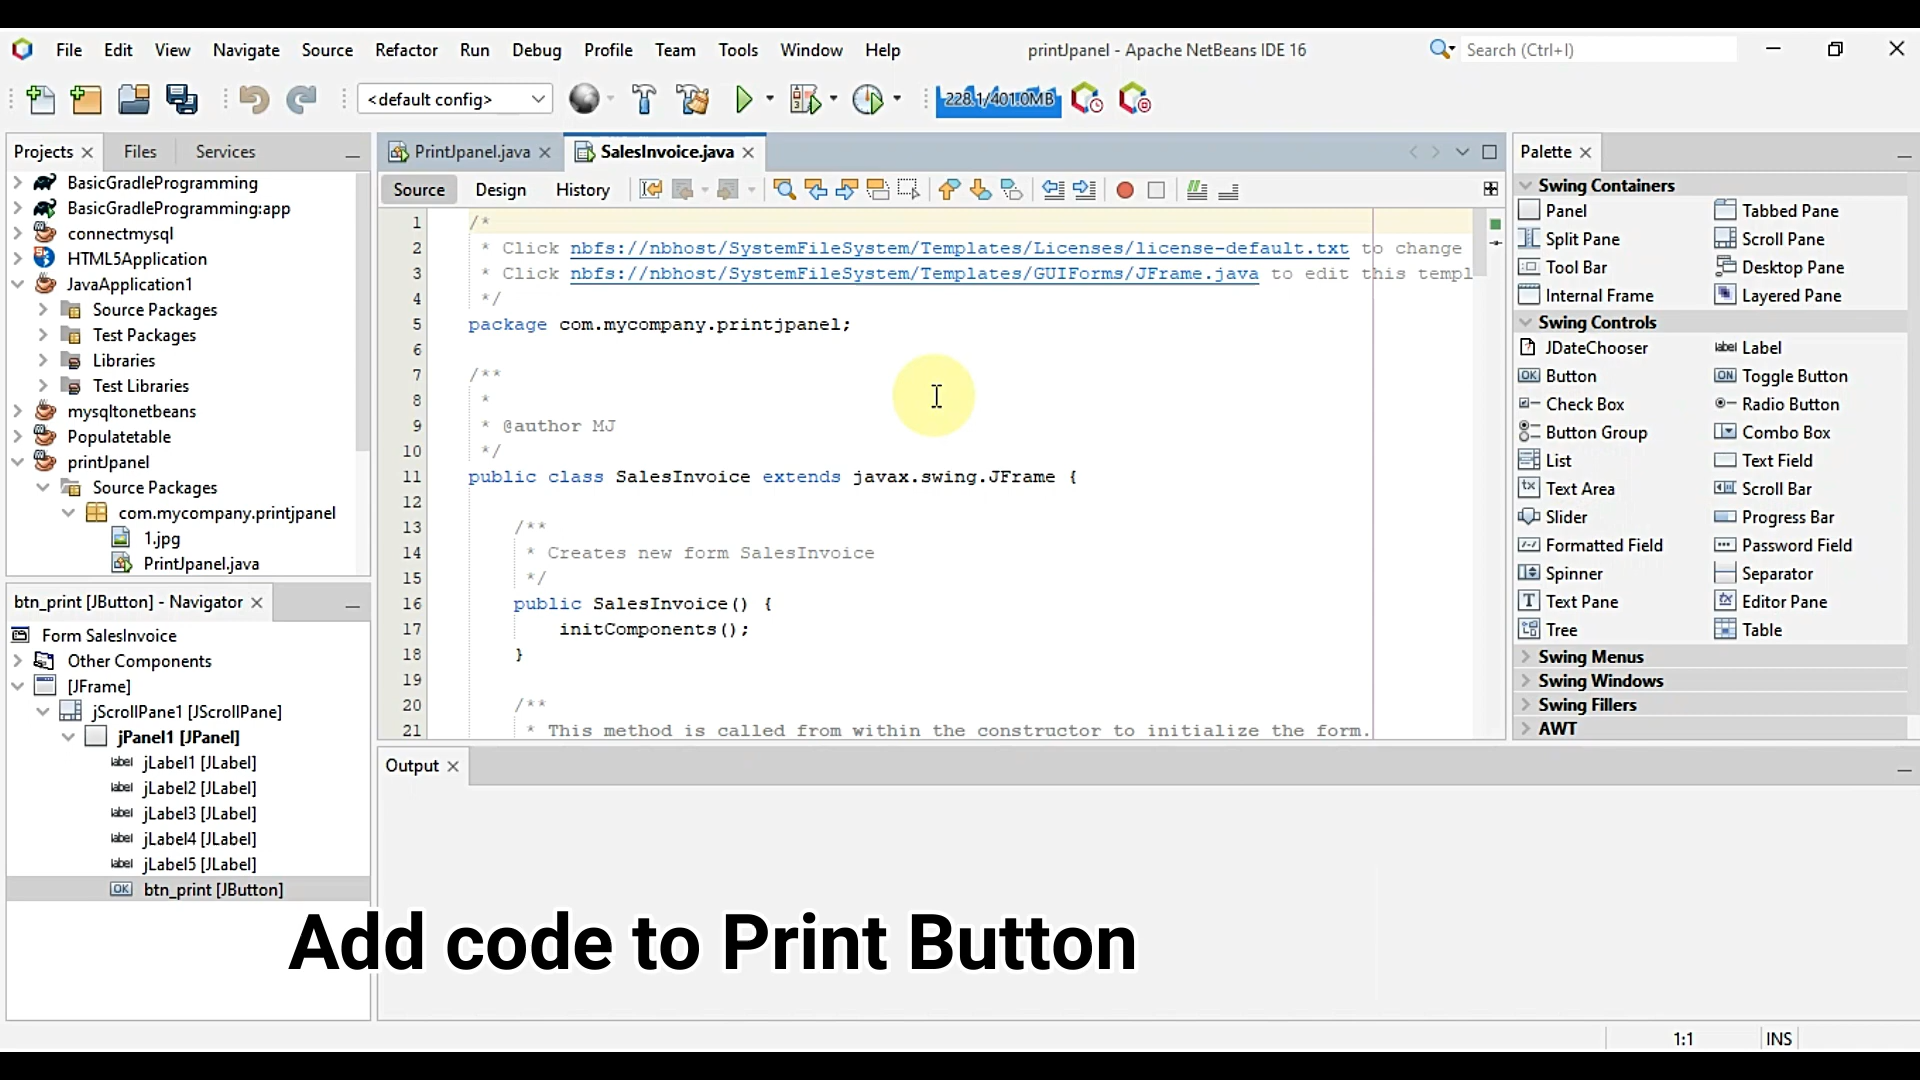 File Edit View Navigate Source Refactor Run Debug Profile Team Tools Window Help
printJpanel - Apache NetBeans IDE 16
Search (Ctrl+I)
<default config>
228.1/401.0MB
Projects Files Services
BasicGradleProgramming
BasicGradleProgramming:app
connectmysql
HTML5Application
JavaApplication1
Source Packages
Test Packages
Libraries
Test Libraries
mysqltonetbeans
Populatetable
printJpanel
Source Packages
com.mycompany.printjpanel
1.jpg
PrintJpanel.java
btn_print [JButton] - Navigator
Form SalesInvoice
Other Components
[JFrame]
jScrollPane1 [JScrollPane]
jPanel1 [JPanel]
label jLabel1 [JLabel]
label jLabel2 [JLabel]
label jLabel3 [JLabel]
label jLabel4 [JLabel]
label jLabel5 [JLabel]
OK btn_print [JButton]
PrintJpanel.java SalesInvoice.java
Source Design History
1 /*
2 * Click nbfs://nbhost/SystemFileSystem/Templates/Licenses/license-default.txt to change
3 * Click nbfs://nbhost/SystemFileSystem/Templates/GUIForms/JFrame.java to edit this templ
4 */
5 package com.mycompany.printjpanel;
6
7 /**
8 *
9 * @author MJ
10 */
11 public class SalesInvoice extends javax.swing.JFrame {
12
13 /**
14 * Creates new form SalesInvoice
15 */
16 public SalesInvoice() {
17 initComponents();
18 }
19
20 /**
21 * This method is called from within the constructor to initialize the form.
Output
Palette
Swing Containers
Panel Tabbed Pane
Split Pane Scroll Pane
Tool Bar Desktop Pane
Internal Frame Layered Pane
Swing Controls
JDateChooser label Label
OK Button ON Toggle Button
Check Box Radio Button
Button Group Combo Box
List Text Field
Text Area Scroll Bar
Slider Progress Bar
Formatted Field Password Field
Spinner Separator
Text Pane Editor Pane
Tree Table
Swing Menus
Swing Windows
Swing Fillers
AWT
Add code to Print Button
1:1 INS